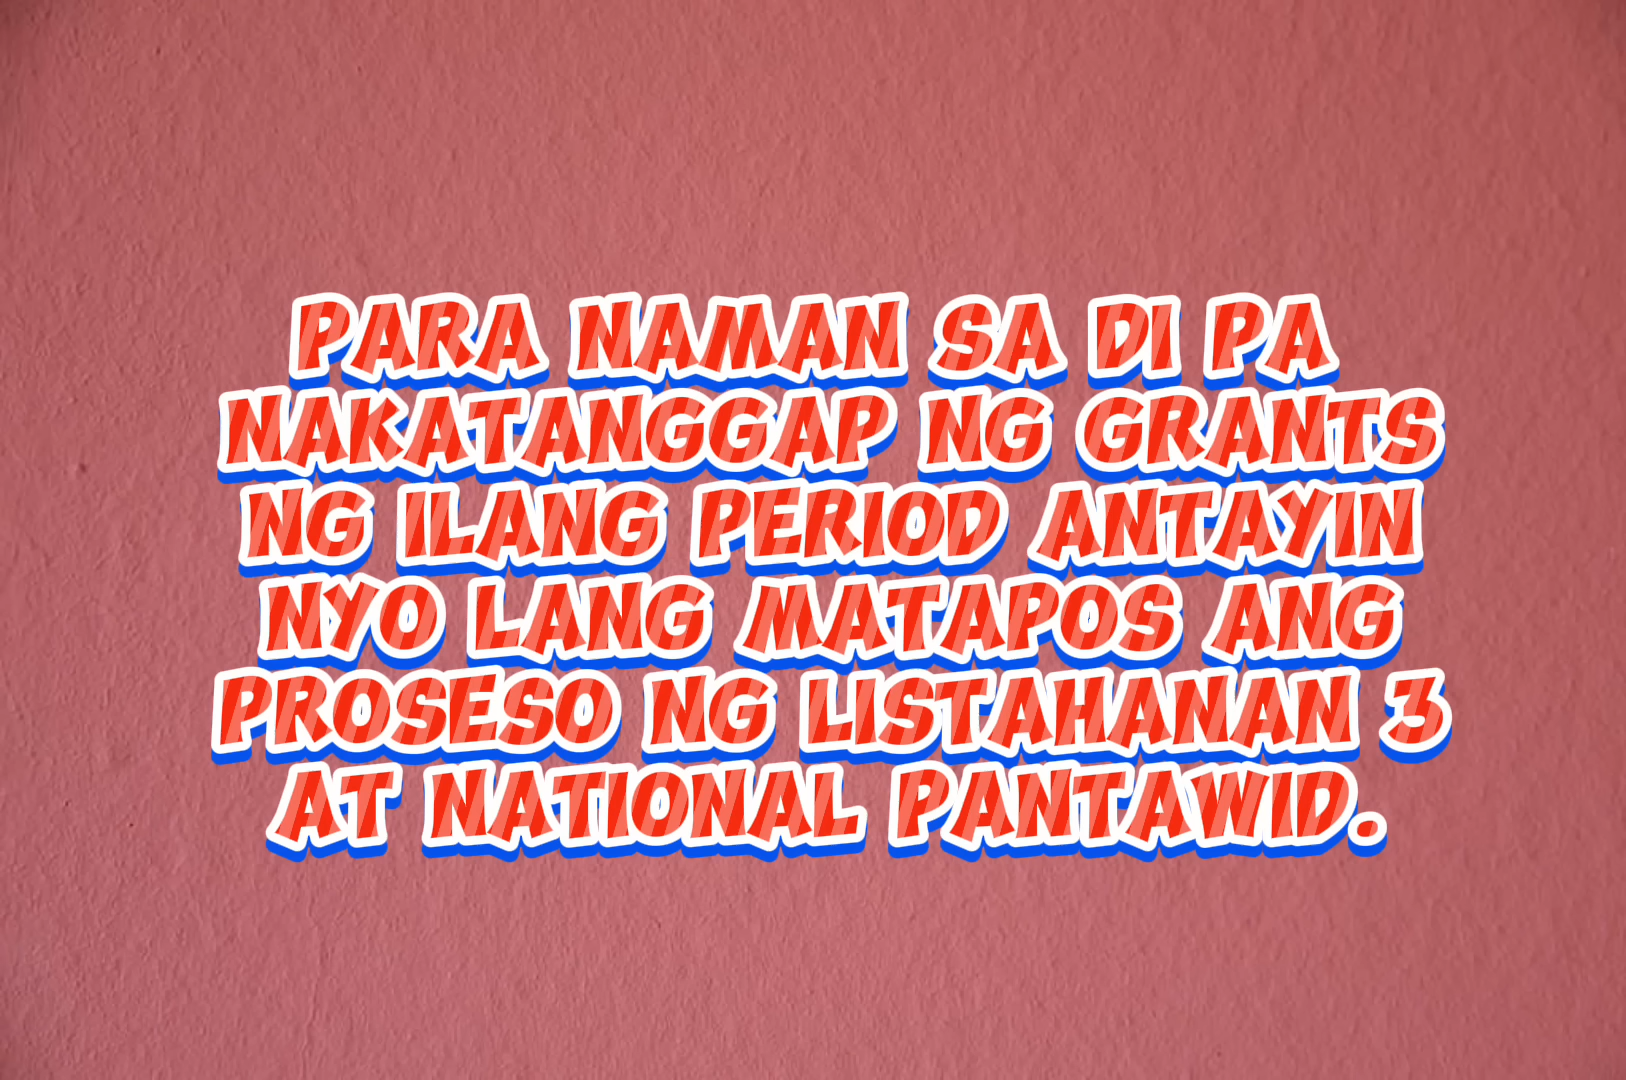 PARA NAMAN SA DI PA
NAKATANGGAP NG GRANTS
NG ILANG PERIOD ANTAYIN
NYO LANG MATAPOS ANG
PROSESO NG LISTAHANAN 3
AT NATIONAL PANTAWID.